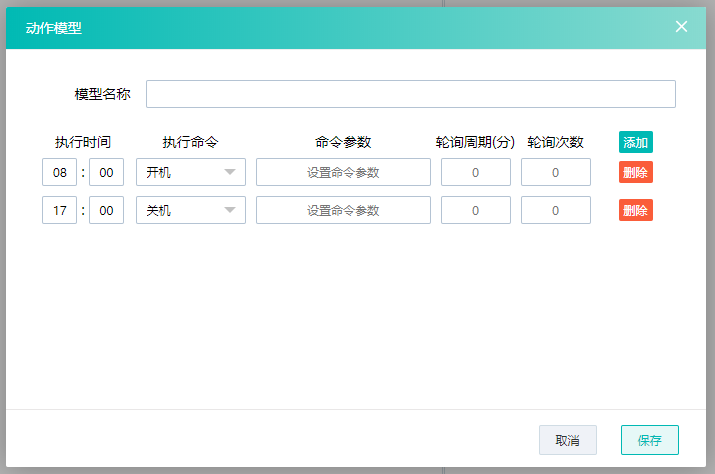 动作模型
模型名称
执行时间 执行命令 命令参数 轮询周期(分) 轮询次数 添加
08 : 00 开机 设置命令参数 0 0 删除
17 : 00 关机 设置命令参数 0 0 删除
取消 保存